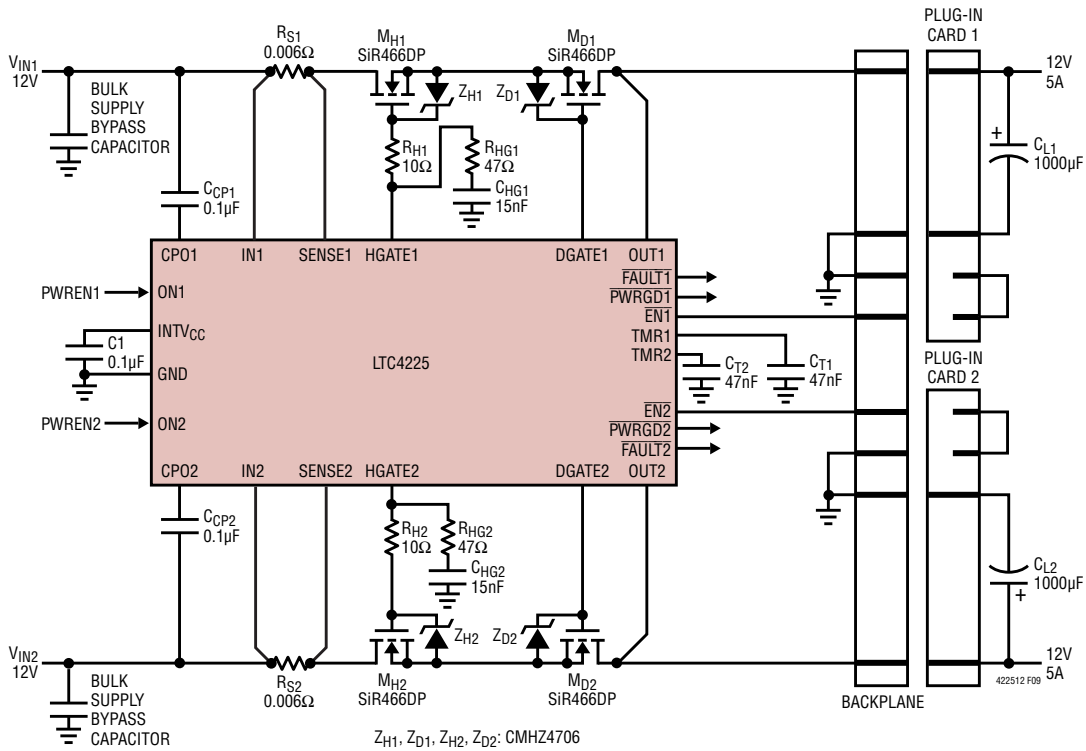 PLUG-IN
CARD 1
RS1
0.006Ω
MH1
SiR466DP
MD1
SiR466DP
VIN1
12V
12V
5A
BULK
SUPPLY
BYPASS
CAPACITOR
ZH1
ZD1
RH1
10Ω
RHG1
47Ω
+
CL1
1000µF
CCP1
0.1µF
CHG1
15nF
CPO1
IN1
SENSE1
HGATE1
DGATE1
OUT1
FAULT1
PWREN1
ON1
PWRGD1
EN1
INTVCC
TMR1
C1
0.1µF
TMR2
LTC4225
PLUG-IN
CARD 2
GND
CT2
47nF
CT1
47nF
EN2
PWREN2
ON2
PWRGD2
FAULT2
CPO2
IN2
SENSE2
HGATE2
DGATE2
OUT2
CCP2
0.1µF
RH2
10Ω
RHG2
47Ω
CHG2
15nF
CL2
1000µF
+
ZH2
ZD2
VIN2
12V
12V
5A
RS2
0.006Ω
MH2
SiR466DP
MD2
SiR466DP
422512 F09
BULK
SUPPLY
BYPASS
CAPACITOR
BACKPLANE
ZH1, ZD1, ZH2, ZD2: CMHZ4706